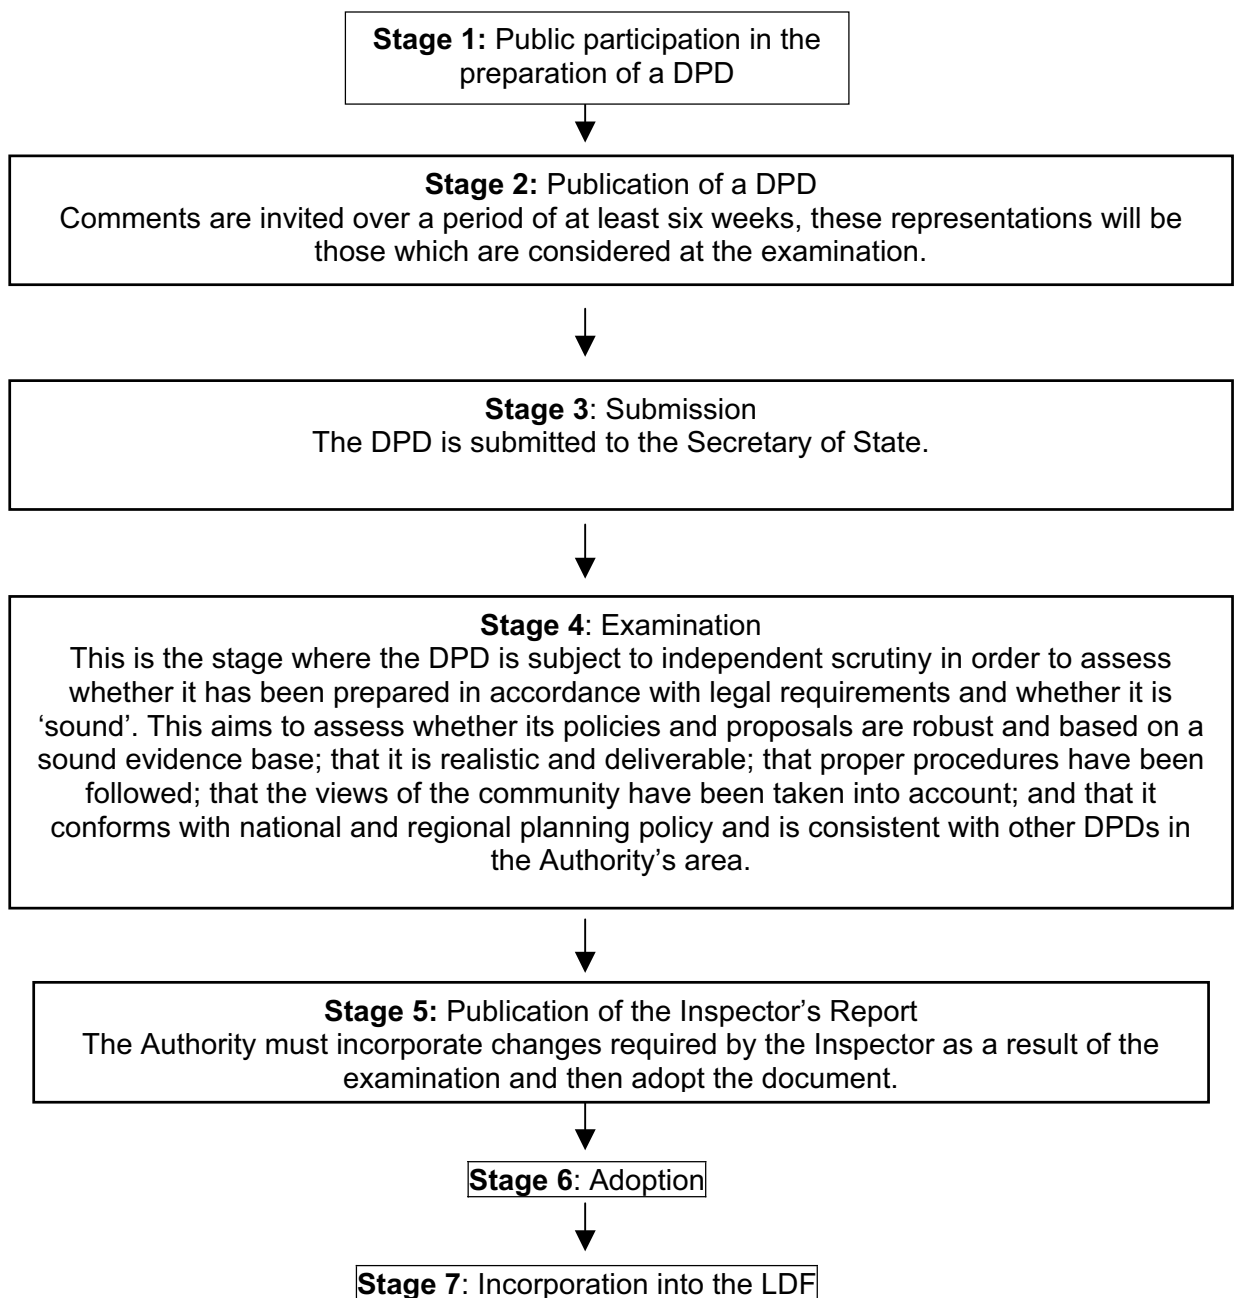 Stage 1: Public participation in the
preparation of a DPD
Stage 2: Publication of a DPD
Comments are invited over a period of at least six weeks, these representations will be
those which are considered at the examination.
Stage 3: Submission
The DPD is submitted to the Secretary of State.
Stage 4: Examination
This is the stage where the DPD is subject to independent scrutiny in order to assess
whether it has been prepared in accordance with legal requirements and whether it is
‘sound’. This aims to assess whether its policies and proposals are robust and based on a
sound evidence base; that it is realistic and deliverable; that proper procedures have been
followed; that the views of the community have been taken into account; and that it
conforms with national and regional planning policy and is consistent with other DPDs in
the Authority’s area.
Stage 5: Publication of the Inspector’s Report
The Authority must incorporate changes required by the Inspector as a result of the
examination and then adopt the document.
Stage 6: Adoption
Stage 7: Incorporation into the LDF